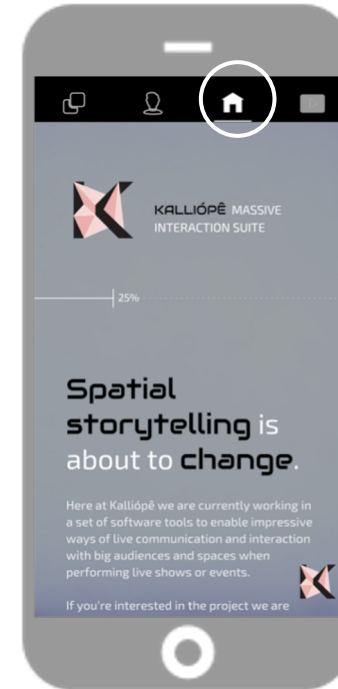 KALLIÓPÊ MASSIVE
INTERACTION SUITE
25%
Spatial
storytelling is
about to change.
Here at Kalliópê we are currently working in
a set of software tools to enable impressive
ways of live communication and interaction
with big audiences and spaces when
performing live shows or events.
If you're interested in the project we are